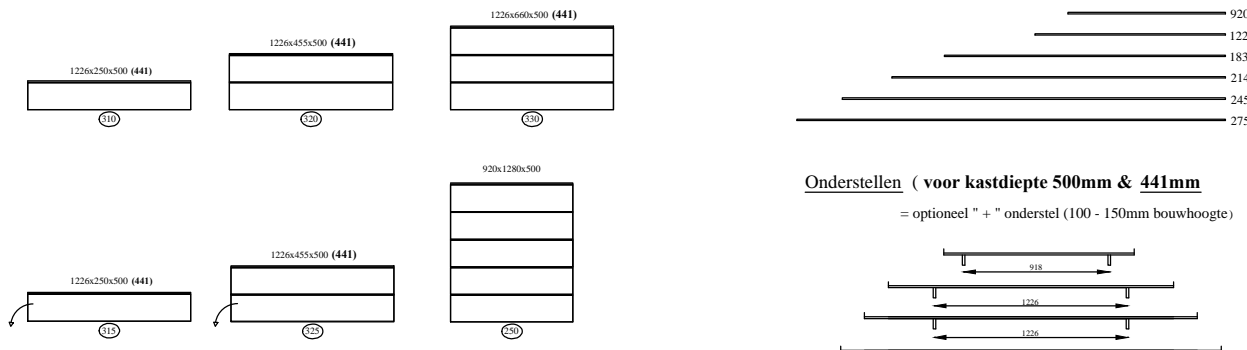 1226x660x500 (441)
1226x455x500 (441)
1226x250x500 (441)
310
320
330
920x1280x500
1226x455x500 (441)
1226x250x500 (441)
315
325
250
920
122
183
214
245
275
Onderstellen ( voor kastdiepte 500mm & 441mm
= optioneel " + " onderstel (100 - 150mm bouwhoogte)
918
1226
1226